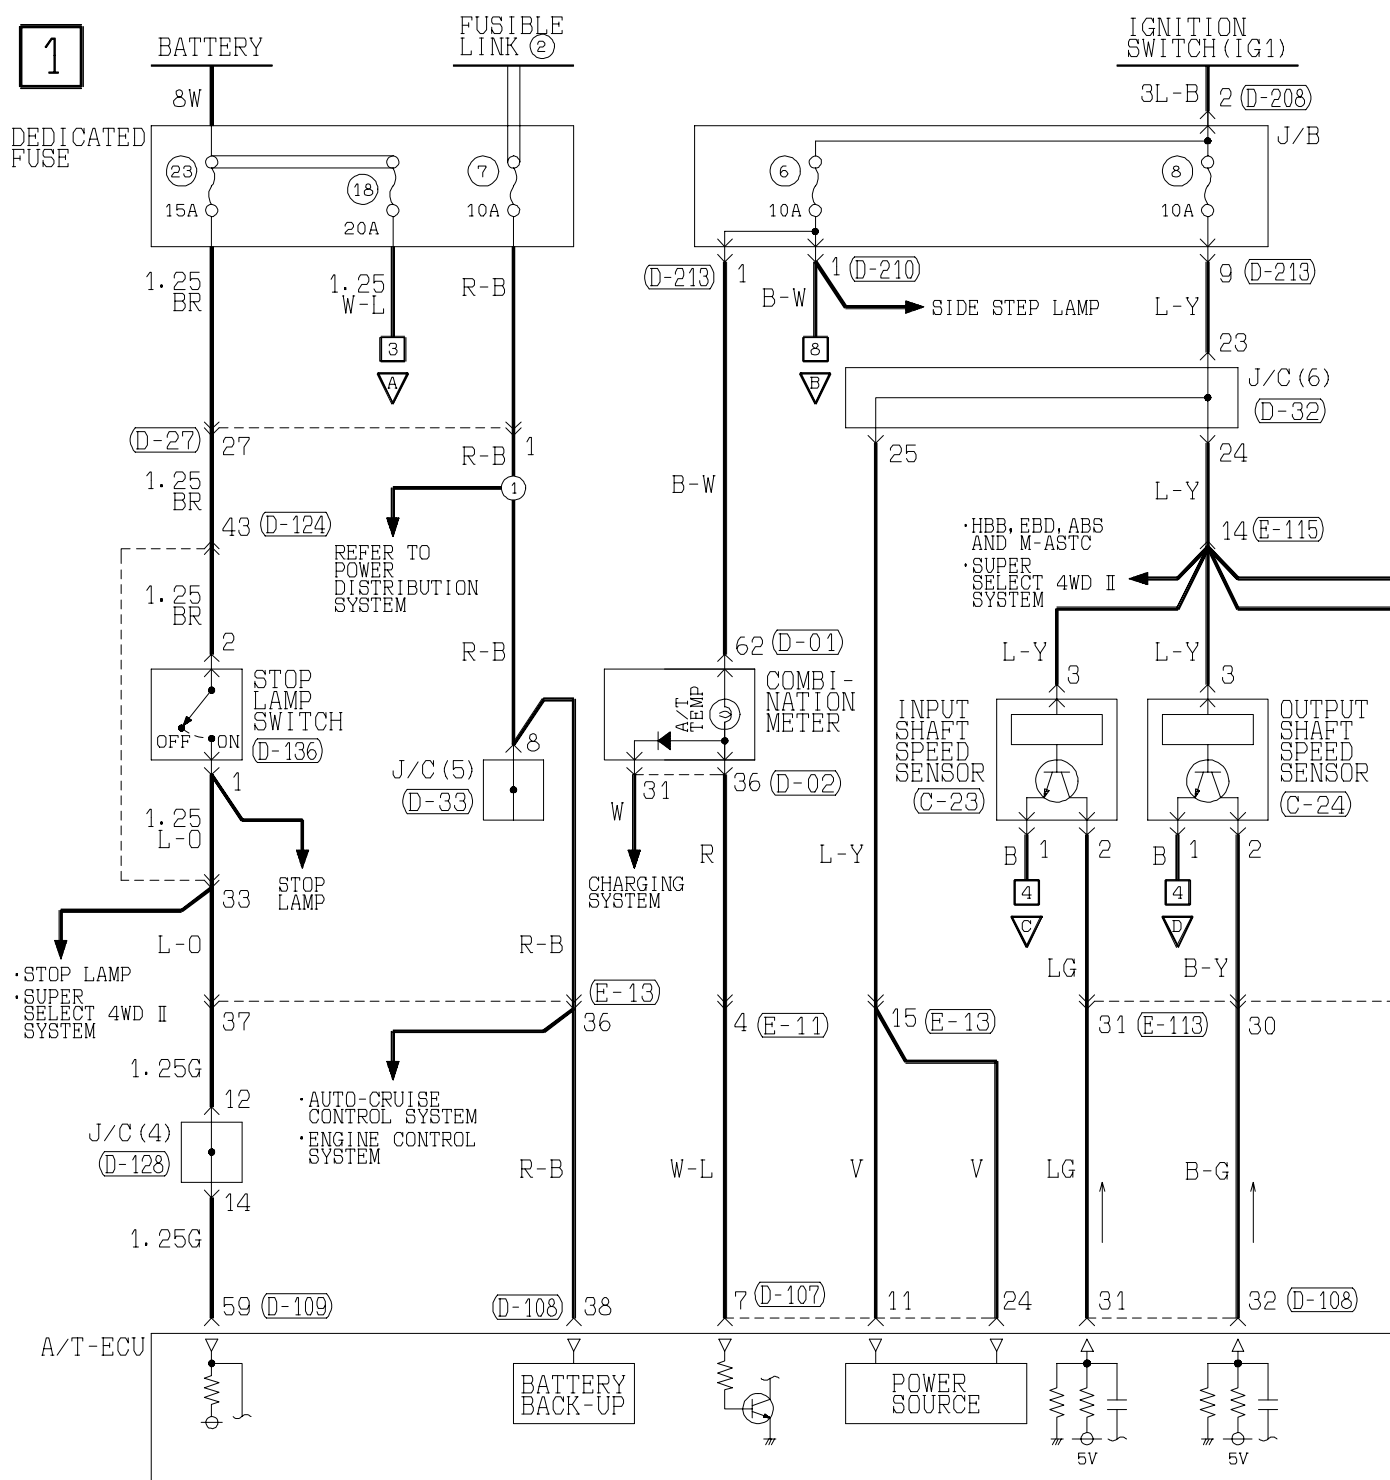 1
BATTERY
FUSIBLE
LINK ②
IGNITION
SWITCH(IG1)
8W
3L-B
2 (D-208)
DEDICATED
FUSE
J/B
23
18
7
6
8
15A
20A
10A
10A
10A
1.25
BR
1.25
W-L
R-B
(D-213) 1
1 (D-210)
9 (D-213)
B-W
SIDE STEP LAMP
L-Y
3
A
8
B
23
J/C(6)
(D-32)
(D-27) 27
R-B
1
25
24
1.25
BR
1
B-W
L-Y
43 (D-124)
REFER TO
POWER
DISTRIBUTION
SYSTEM
·HBB,EBD,ABS
AND M-ASTC
·SUPER
SELECT 4WD Ⅱ
SYSTEM
14 (E-115)
1.25
BR
2
R-B
62 (D-01)
L-Y
3
L-Y
3
STOP
LAMP
SWITCH
(D-136)
OFF
ON
A/T
TEMP
COMBI-
NATION
METER
INPUT
SHAFT
SPEED
SENSOR
(C-23)
OUTPUT
SHAFT
SPEED
SENSOR
(C-24)
1
8
J/C(5)
(D-33)
31
36 (D-02)
1.25
L-O
W
R
L-Y
B
1
2
B
1
2
STOP
LAMP
CHARGING
SYSTEM
4
C
4
D
33
L-O
R-B
LG
B-Y
·STOP LAMP
·SUPER
SELECT 4WD Ⅱ
SYSTEM
37
(E-13)
36
4 (E-11)
15 (E-13)
31 (E-113)
30
1.25G
12
·AUTO-CRUISE
CONTROL SYSTEM
·ENGINE CONTROL
SYSTEM
J/C(4)
(D-128)
R-B
W-L
V
V
LG
B-G
14
1.25G
59 (D-109)
(D-108) 38
7 (D-107)
11
24
31
32 (D-108)
A/T-ECU
BATTERY
BACK-UP
POWER
SOURCE
5V
5V